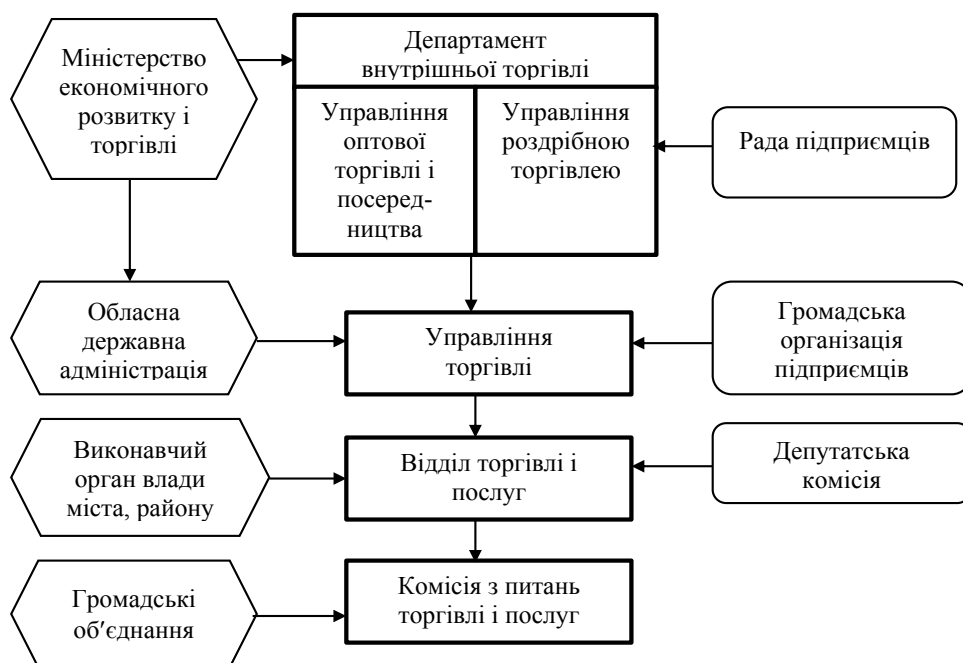 Міністерство
економічного
розвитку і
торгівлі
Департамент
внутрішньої торгівлі
Управління
оптової
торгівлі і
посеред-
ництва
Управління
роздрібною
торгівлею
Рада підприємців
Обласна
державна
адміністрація
Управління
торгівлі
Громадська
організація
підприємців
Виконавчий
орган влади
міста, району
Відділ торгівлі і
послуг
Депутатська
комісія
Громадські
об′єднання
Комісія з питань
торгівлі і послуг